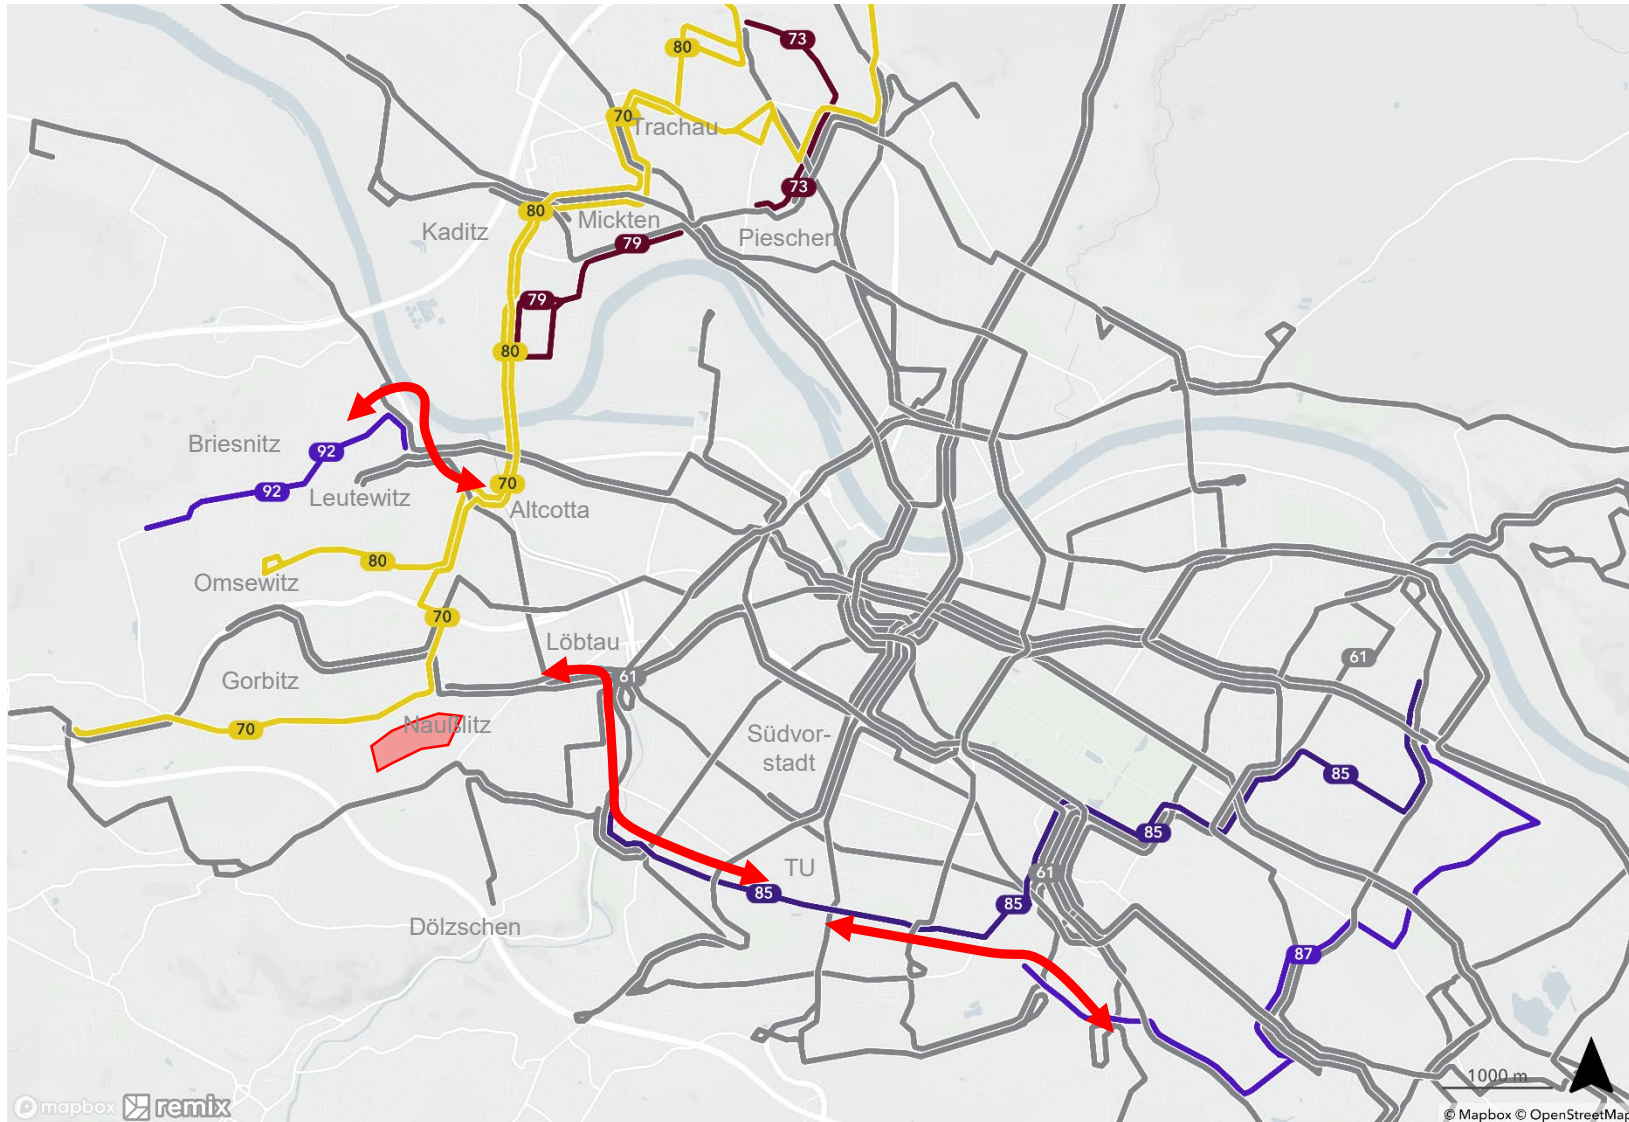 73
80
70
Trachau
73
80
Mickten
Kaditz
Pieschen
79
79
80
Briesnitz
92
92
Leutewitz
70
Altcotta
80
Omsewitz
70
Löbtau
61
61
Gorbitz
Naußlitz
70
Südvor-
stadt
85
85
TU
61
85
85
Dölzschen
87
1000 m
mapbox remix
© Mapbox © OpenStreetMap